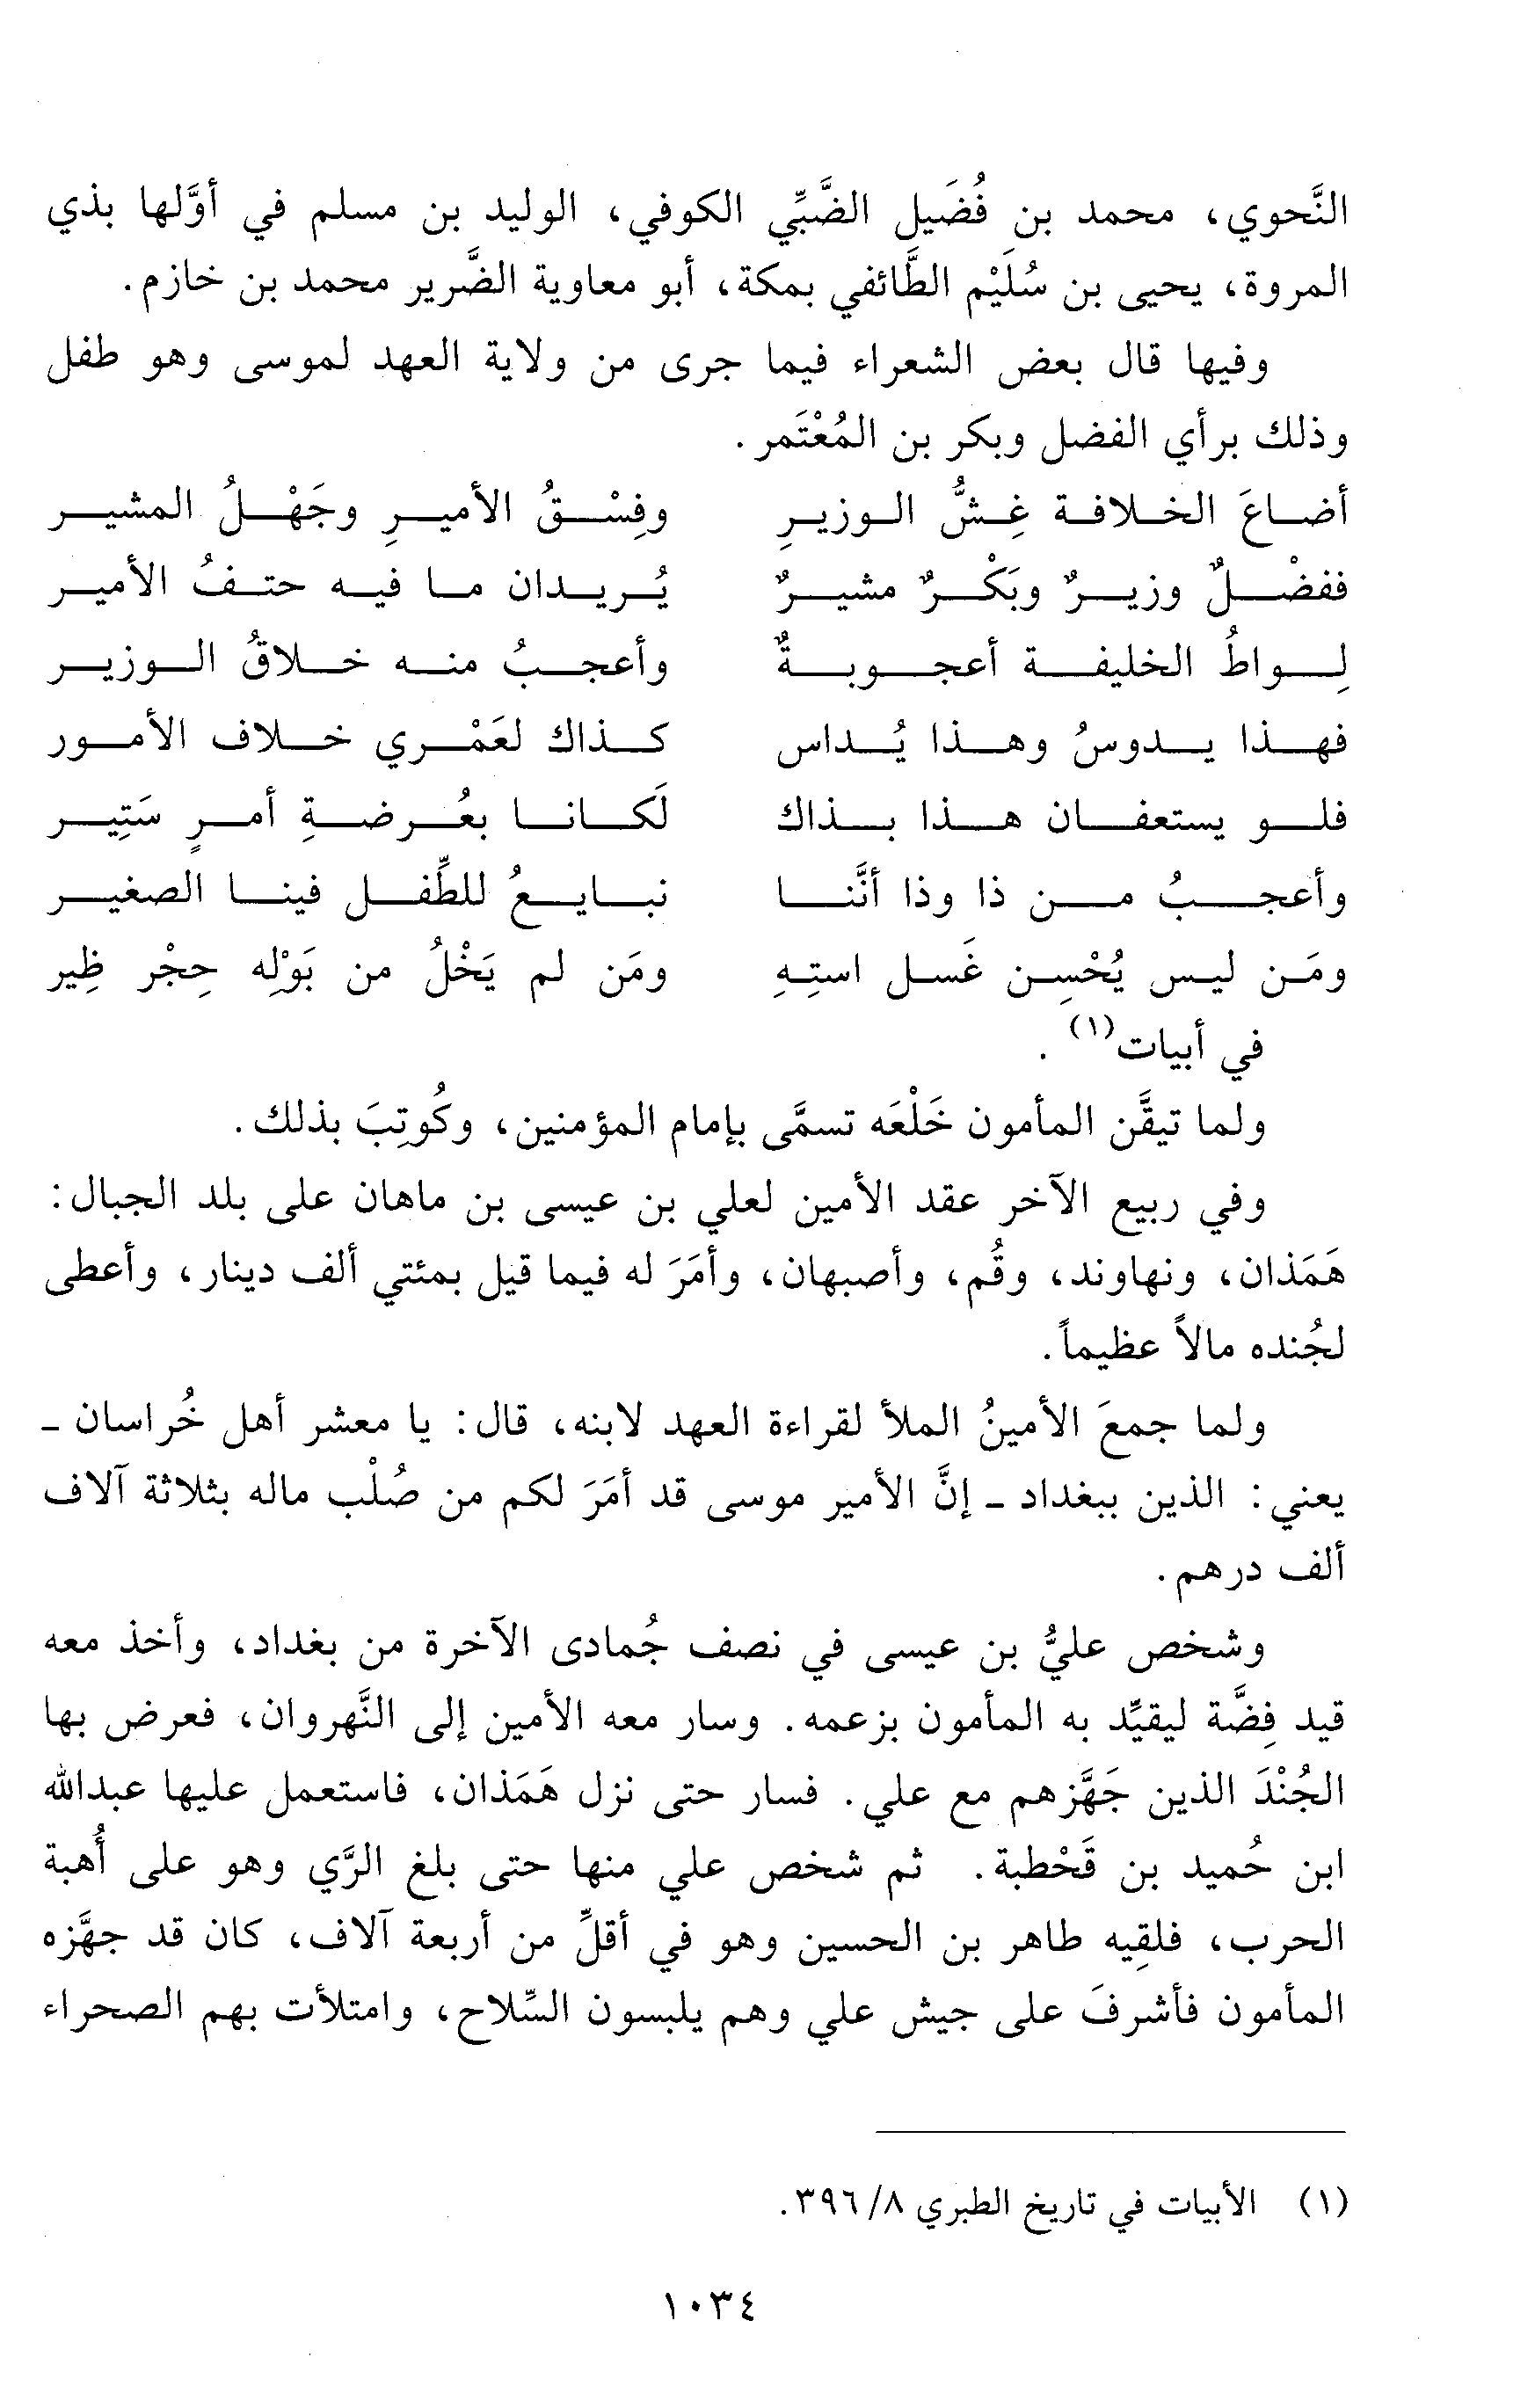 النَّحوي، محمد بن فُضَيل الضَّبِّي الكوفي، الوليد بن مسلم في أوَّلها بذي
المروة، يحيى بن سُلَيْم الطَّائفي بمكة، أبو معاوية الضَّرير محمد بن خازم.
وفيها قال بعض الشعراء فيما جرى من ولاية العهد لموسى وهو طفل
وذلك برأي الفضل وبكر بن المُعْتَمر.
أضاعَ الخلافة غِشُّ الوزيرِ وفِسْقُ الأميرِ وجَهْلُ المشير
ففضْلٌ وزيرٌ وبَكْرٌ مشيرٌ يُريدان ما فيه حتفُ الأمير
لِواطُ الخليفة أعجوبةٌ وأعجبُ منه خلاقُ الوزير
فهذا يدوسُ وهذا يُداس كذاك لعَمْري خلاف الأمور
فلو يستعفان هذا بذاك لَكانا بعُرضةِ أمرٍ سَتِير
وأعجبُ من ذا وذا أنَّنا نبايعُ للطِّفل فينا الصغير
ومَن ليس يُحْسِن غَسل استِهِ ومَن لم يَخْلُ من بَوْلِه حِجْر ظِير
في أبيات(١) .
ولما تيقَّن المأمون خَلْعَه تسمَّى بإمام المؤمنين، وكُوتِبَ بذلك.
وفي ربيع الآخر عقد الأمين لعلي بن عيسى بن ماهان على بلد الجبال:
هَمَذان، ونهاوند، وقُم، وأصبهان، وأمَرَ له فيما قيل بمئتي ألف دينار، وأعطى
لجُنده مالاً عظيماً.
ولما جمعَ الأمينُ الملأ لقراءة العهد لابنه، قال: يا معشر أهل خُراسان ـ
يعني: الذين ببغداد ـ إنَّ الأمير موسى قد أمَرَ لكم من صُلْب ماله بثلاثة آلاف
ألف درهم.
وشخص عليُّ بن عيسى في نصف جُمادى الآخرة من بغداد، وأخذ معه
قيد فِضَّة ليقيِّد به المأمون بزعمه. وسار معه الأمين إلى النَّهروان، فعرض بها
الجُنْدَ الذين جَهَّزهم مع علي. فسار حتى نزل هَمَذان، فاستعمل عليها عبدالله
ابن حُميد بن قَحْطبة. ثم شخص علي منها حتى بلغ الرَّي وهو على أُهبة
الحرب، فلقِيه طاهر بن الحسين وهو في أقلِّ من أربعة آلاف، كان قد جهَّزه
المأمون فأشرفَ على جيش علي وهم يلبسون السِّلاح، وامتلأت بهم الصحراء
(١) الأبيات في تاريخ الطبري ٨/ ٣٩٦.
١٠٣٤